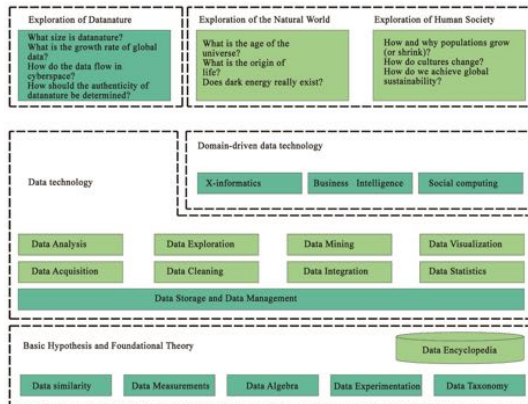 Exploration of datanature
What size is datanature?
What is the growth rate of global
data?
How do the data flow in
cyberspace?
How should the authenticity of
datanature be determined?
Exploration of the Natural World
What is the age of the
universe?
What is the origin of
life?
Does dark energy really exist?
Exploration of Human Society
How and why populations grow
(or shrink)?
How do cultures change?
How do we achieve global
sustainability?
Domain-driven data technology
X-informatics
Business Intelligence
Social computing
Data technology
Data Analysis
Data Exploration
Data Mining
Data Visualization
Data Acquisition
Data Cleaning
Data Integration
Data Statistics
Data Storage and Data Management
Basic Hypothesis and Foundational Theory
Data Encyclopedia
Data similarity
Data Measurements
Data Algebra
Data Experimentation
Data Taxonomy